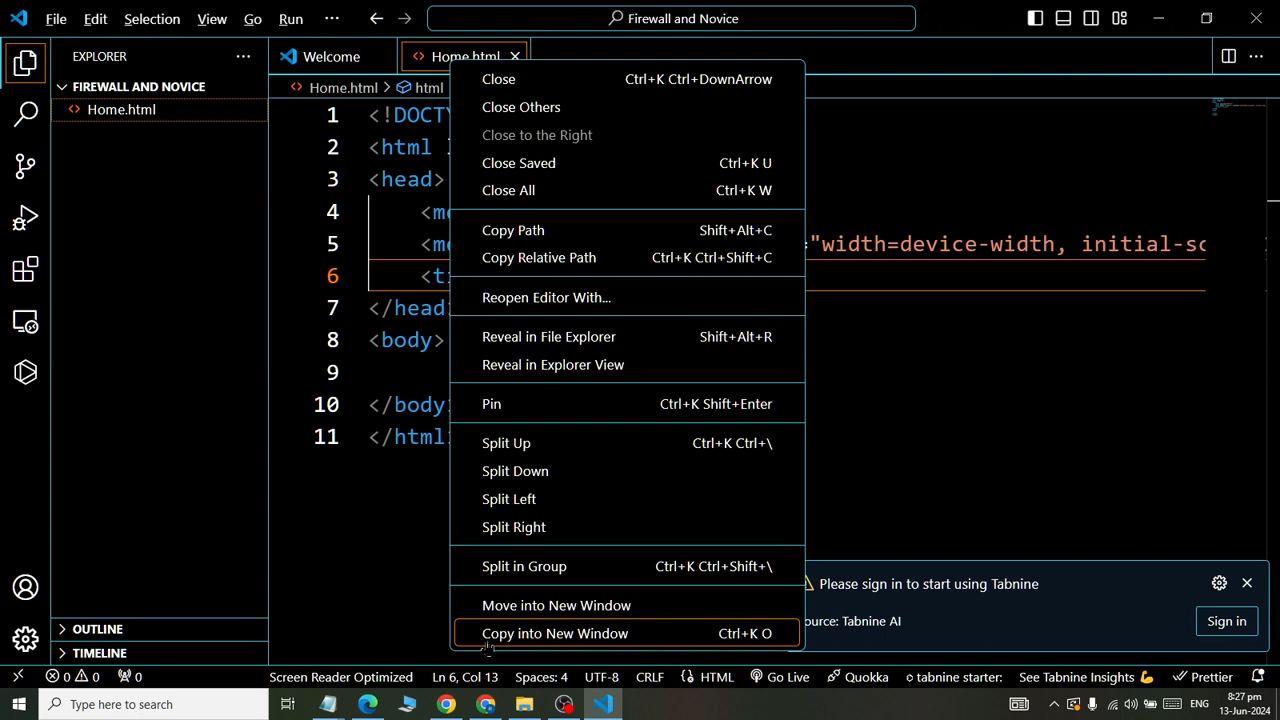 File Edit Selection View Go Run ··· Firewall and Novice
EXPLORER ···
FIREWALL AND NOVICE
Home.html
OUTLINE
TIMELINE
Welcome Home.html
Home.html > html
1 <!DOCTY
2 <html
3 <head>
4 <me
5 <me "width=device-width, initial-sc
6 <ti
7 </head
8 <body>
9
10 </body
11 </html
Close Ctrl+K Ctrl+DownArrow
Close Others
Close to the Right
Close Saved Ctrl+K U
Close All Ctrl+K W
Copy Path Shift+Alt+C
Copy Relative Path Ctrl+K Ctrl+Shift+C
Reopen Editor With...
Reveal in File Explorer Shift+Alt+R
Reveal in Explorer View
Pin Ctrl+K Shift+Enter
Split Up Ctrl+K Ctrl+\
Split Down
Split Left
Split Right
Split in Group Ctrl+K Ctrl+Shift+\
Move into New Window
Copy into New Window Ctrl+K O
Please sign in to start using Tabnine
ource: Tabnine AI Sign in
0 0 0 Screen Reader Optimized Ln 6, Col 13 Spaces: 4 UTF-8 CRLF {} HTML Go Live Quokka tabnine starter: See Tabnine Insights 💪 Prettier
Type here to search ENG 8:27 pm
13-Jun-2024